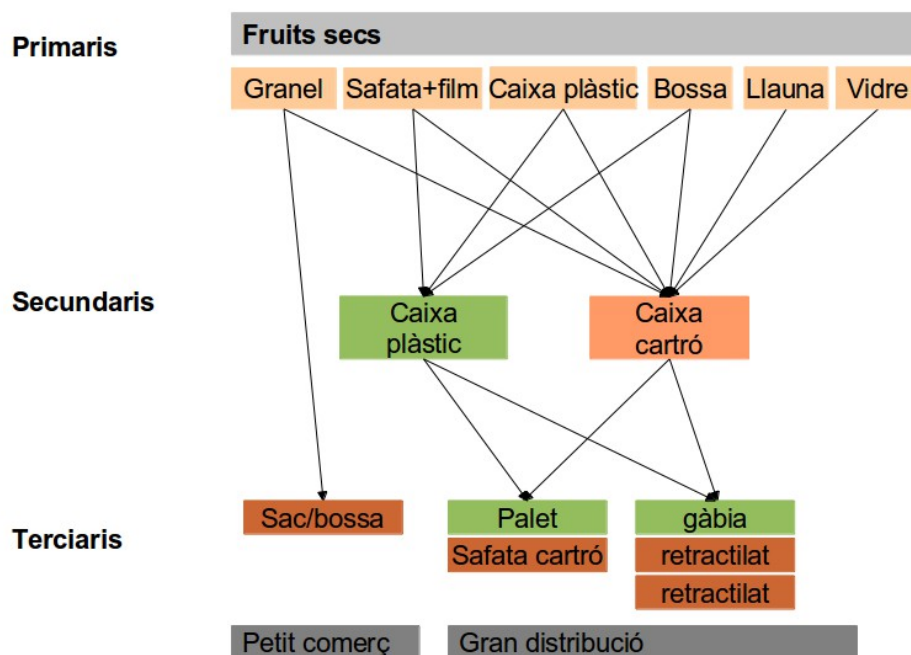 Primaris
Fruits secs
Granel
Safata+film
Caixa plàstic
Bossa
Llauna
Vidre
Secundaris
Caixa
plàstic
Caixa
cartró
Terciaris
Sac/bossa
Palet
gàbia
Safata cartró
retractilat
retractilat
Petit comerç
Gran distribució